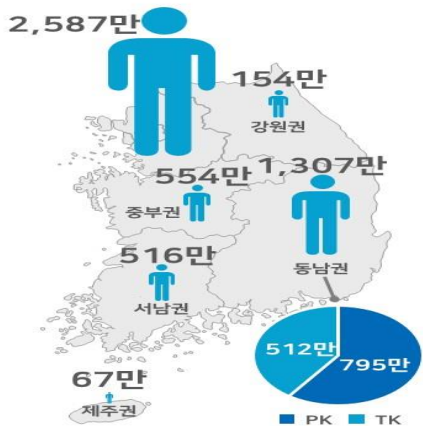 2,587만
154만
강원권
554만
중부권
1,307만
동남권
516만
서남권
512만
795만
67만
제주권
PK TK